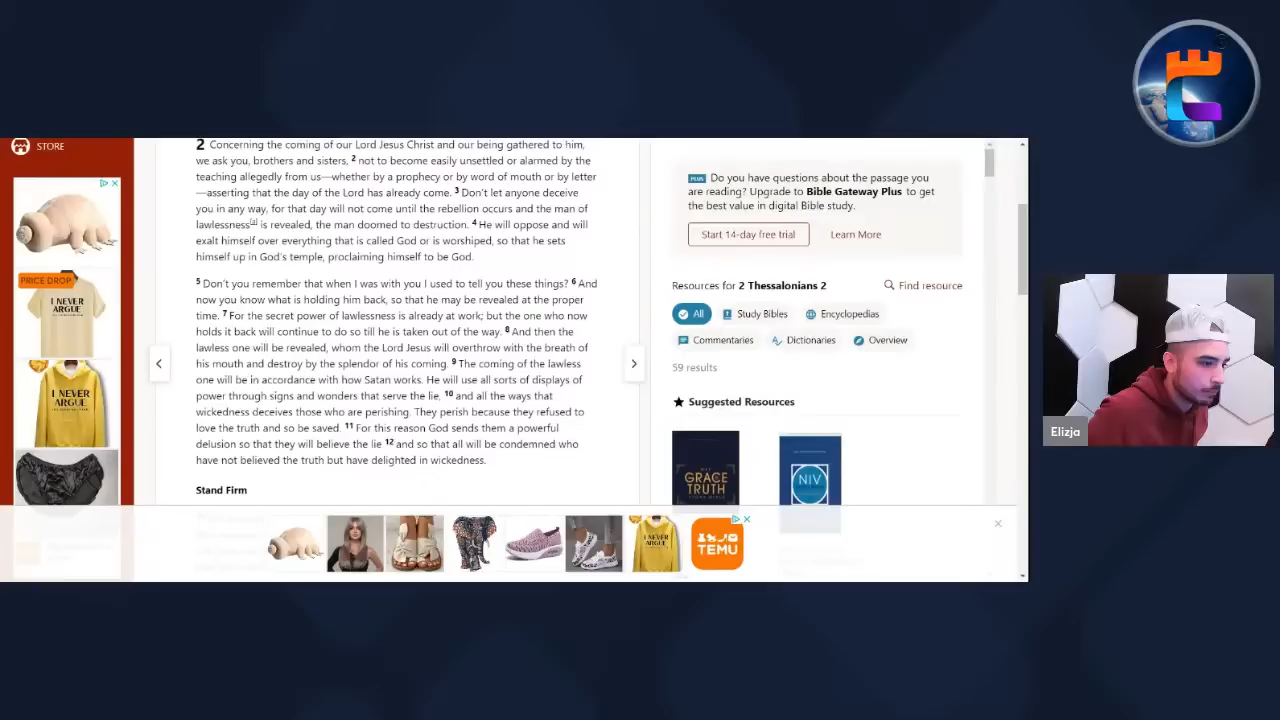 STORE
2 Concerning the coming of our Lord Jesus Christ and our being gathered to him,
we ask you, brothers and sisters, 2 not to become easily unsettled or alarmed by the
teaching allegedly from us—whether by a prophecy or by word of mouth or by letter
—asserting that the day of the Lord has already come. 3 Don't let anyone deceive
you in any way, for that day will not come until the rebellion occurs and the man of
lawlessness[a] is revealed, the man doomed to destruction. 4 He will oppose and will
exalt himself over everything that is called God or is worshiped, so that he sets
himself up in God's temple, proclaiming himself to be God.
5 Don't you remember that when I was with you I used to tell you these things? 6 And
now you know what is holding him back, so that he may be revealed at the proper
time. 7 For the secret power of lawlessness is already at work; but the one who now
holds it back will continue to do so till he is taken out of the way. 8 And then the
lawless one will be revealed, whom the Lord Jesus will overthrow with the breath of
his mouth and destroy by the splendor of his coming. 9 The coming of the lawless
one will be in accordance with how Satan works. He will use all sorts of displays of
power through signs and wonders that serve the lie, 10 and all the ways that
wickedness deceives those who are perishing. They perish because they refused to
love the truth and so be saved. 11 For this reason God sends them a powerful
delusion so that they will believe the lie 12 and so that all will be condemned who
have not believed the truth but have delighted in wickedness.
Stand Firm
PLUS Do you have questions about the passage you
are reading? Upgrade to Bible Gateway Plus to get
the best value in digital Bible study.
Start 14-day free trial Learn More
Resources for 2 Thessalonians 2 Find resource
All Study Bibles Encyclopedias
Commentaries Dictionaries Overview
59 results
Suggested Resources
GRACE
TRUTH
NIV
PRICE DROP
I NEVER
ARGUE
I NEVER
ARGUE
I NEVER
ARGUE
TEMU
Elizja